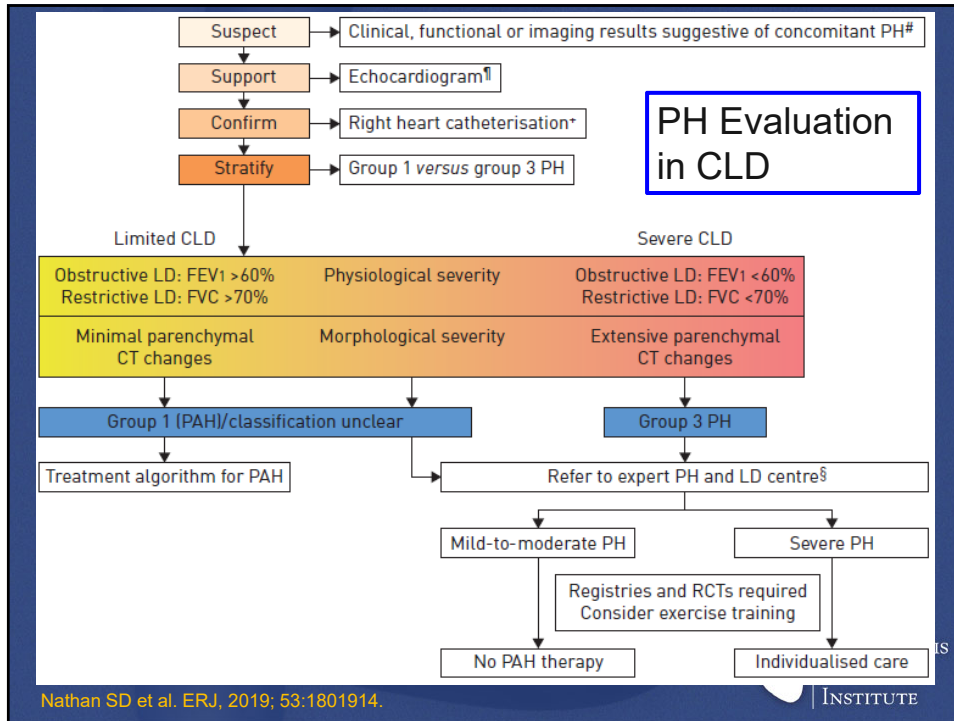 Suspect
Clinical, functional or imaging results suggestive of concomitant PH#
Support
Echocardiogram¶
Confirm
Right heart catheterisation+
Stratify
Group 1 versus group 3 PH
PH Evaluation
in CLD
Limited CLD
Severe CLD
Obstructive LD: FEV1 >60%
Restrictive LD: FVC >70%
Physiological severity
Obstructive LD: FEV1 <60%
Restrictive LD: FVC <70%
Minimal parenchymal
CT changes
Morphological severity
Extensive parenchymal
CT changes
Group 1 (PAH)/classification unclear
Group 3 PH
Treatment algorithm for PAH
Refer to expert PH and LD centre§
Mild-to-moderate PH
Severe PH
Registries and RCTs required
Consider exercise training
No PAH therapy
Individualised care
IS
INSTITUTE
Nathan SD et al. ERJ, 2019; 53:1801914.